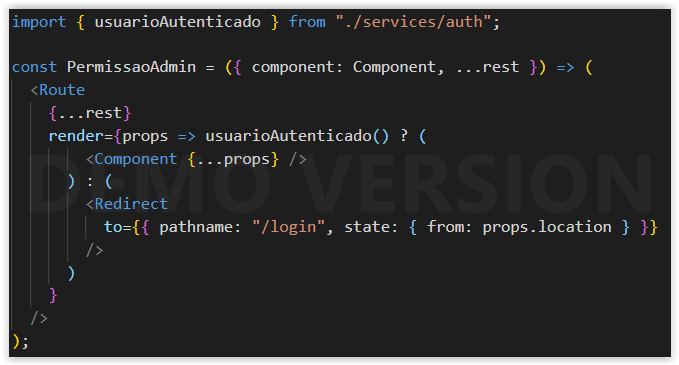 import { usuarioAutenticado } from "./services/auth";
const PermissaoAdmin = ({ component: Component, ...rest }) => (
<Route
{...rest}
render={props => usuarioAutenticado() ? (
<Component {...props} />
) : (
DEMO VERSION
<Redirect
to={{ pathname: "/login", state: { from: props.location } }}
/>
)
}
/>
);